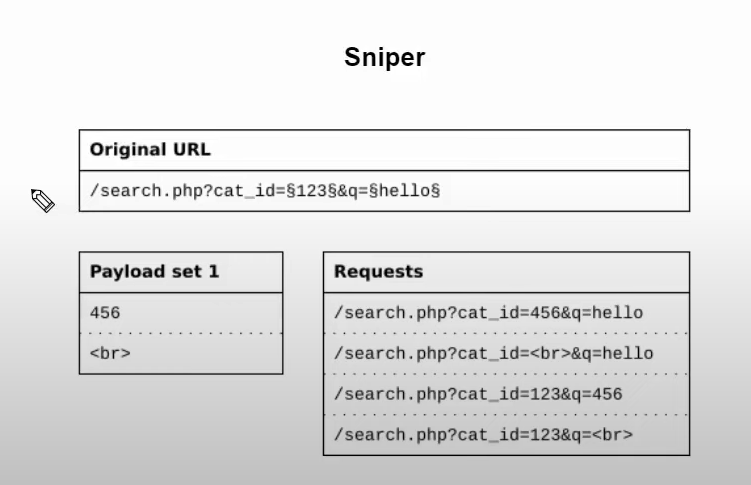 Sniper
Original URL
/search.php?cat_id=§123§&q=§hello§
Payload set 1
456
<br>
Requests
/search.php?cat_id=456&q=hello
/search.php?cat_id=<br>&q=hello
/search.php?cat_id=123&q=456
/search.php?cat_id=123&q=<br>